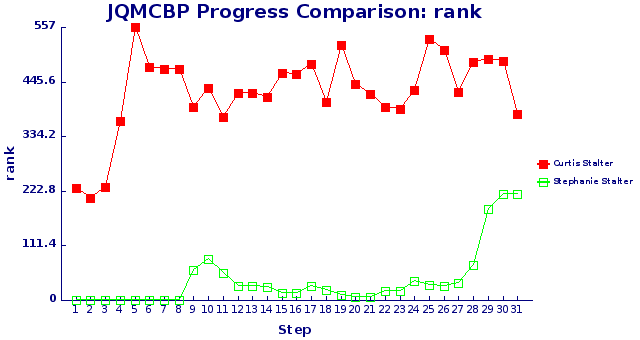 JQMCBP Progress Comparison: rank
557
445.6
334.2
222.8
111.4
0
rank
1 2 3 4 5 6 7 8 9 10 11 12 13 14 15 16 17 18 19 20 21 22 23 24 25 26 27 28 29 30 31
Step
Curtis Stalter
Stephanie Stalter